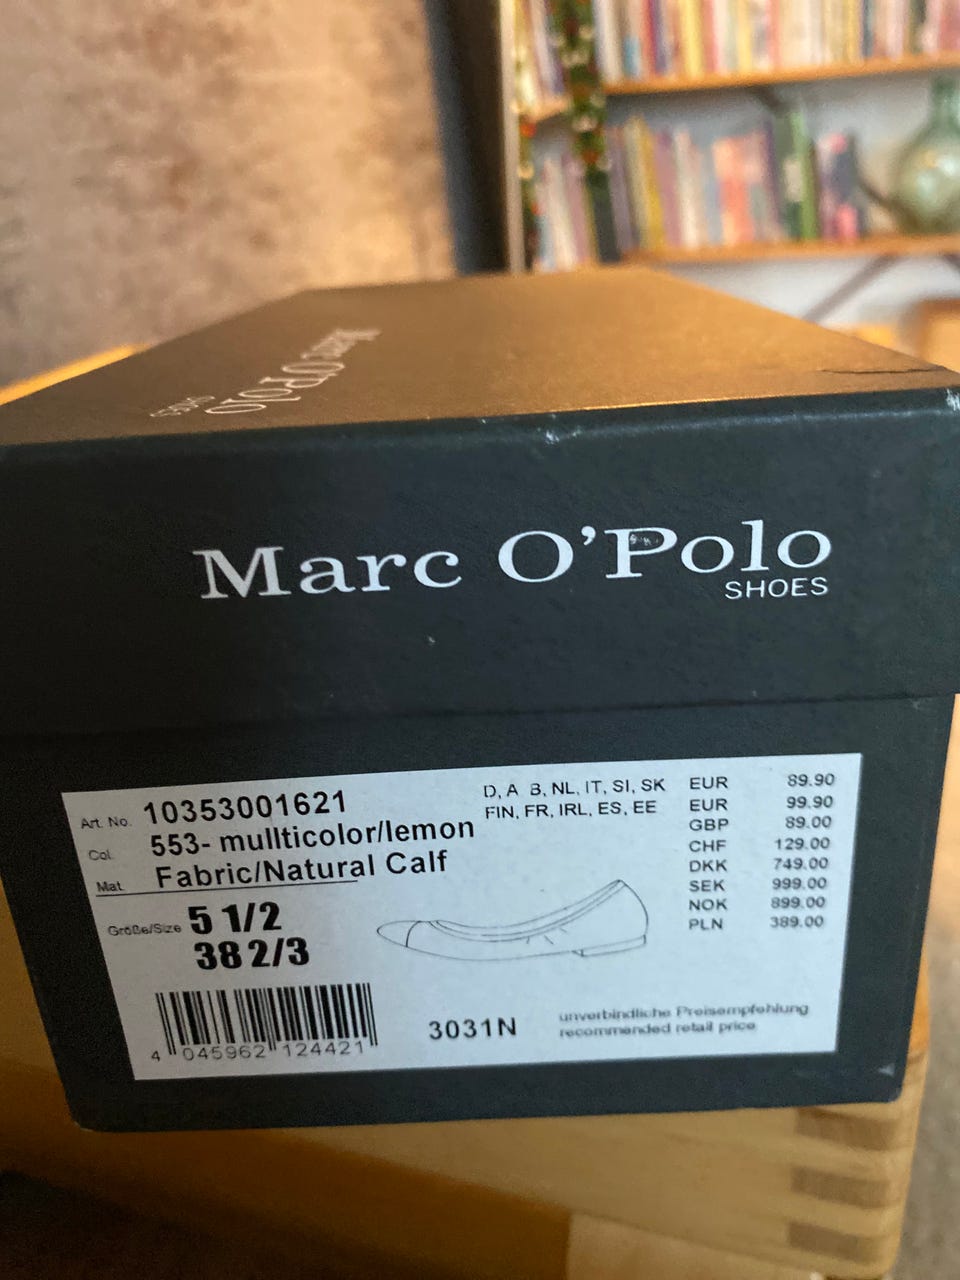 Marc O'Polo
SHOES
Marc O'Polo
SHOES
Art. No. 10353001621
Col. 553- mullticolor/lemon
Mat. Fabric/Natural Calf
Größe/Size 5 1/2
38 2/3
D, A B, NL, IT, SI, SK EUR 89.90
FIN, FR, IRL, ES, EE EUR 99.90
GBP 89.00
CHF 129.00
DKK 749.00
SEK 999.00
NOK 899.00
PLN 389.00
4 045962 124421
3031N
unverbindliche Preisempfehlung
recommended retail price